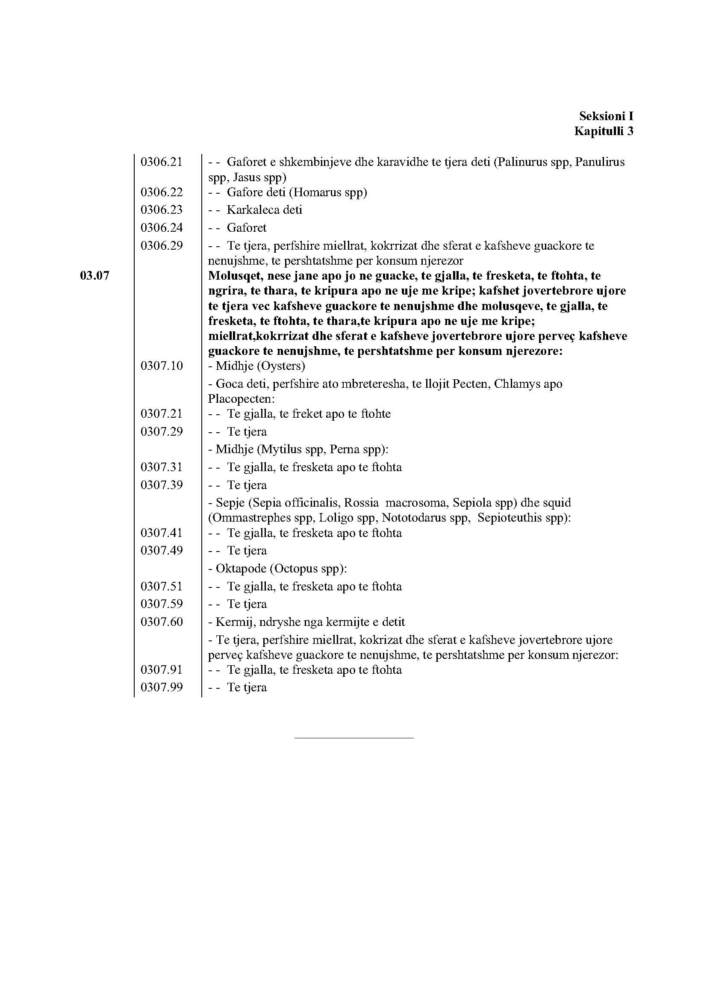 Seksioni I
Kapitulli 3
0306.21 - -  Gaforet e shkembinjeve dhe karavidhe te tjera deti (Palinurus spp, Panulirus
spp, Jasus spp)
0306.22 - -  Gafore deti (Homarus spp)
0306.23 - -  Karkaleca deti
0306.24 - -  Gaforet
0306.29 - -  Te tjera, perfshire miellrat, kokrrizat dhe sferat e kafsheve guackore te
nenujshme, te pershtatshme per konsum njerezor
03.07 Molusqet, nese jane apo jo ne guacke, te gjalla, te fresketa, te ftohta, te
ngrira, te thara, te kripura apo ne uje me kripe; kafshet jovertebrore ujore
te tjera vec kafsheve guackore te nenujshme dhe molusqeve, te gjalla, te
fresketa, te ftohta, te thara,te kripura apo ne uje me kripe;
miellrat,kokrrizat dhe sferat e kafsheve jovertebrore ujore perveç kafsheve
guackore te nenujshme, te pershtatshme per konsum njerezore:
0307.10 - Midhje (Oysters)
- Goca deti, perfshire ato mbreteresha, te llojit Pecten, Chlamys apo
Placopecten:
0307.21 - -  Te gjalla, te freket apo te ftohte
0307.29 - -  Te tjera
- Midhje (Mytilus spp, Perna spp):
0307.31 - -  Te gjalla, te fresketa apo te ftohta
0307.39 - -  Te tjera
- Sepje (Sepia officinalis, Rossia  macrosoma, Sepiola spp) dhe squid
(Ommastrephes spp, Loligo spp, Nototodarus spp,  Sepioteuthis spp):
0307.41 - -  Te gjalla, te fresketa apo te ftohta
0307.49 - -  Te tjera
- Oktapode (Octopus spp):
0307.51 - -  Te gjalla, te fresketa apo te ftohta
0307.59 - -  Te tjera
0307.60 - Kermij, ndryshe nga kermijte e detit
- Te tjera, perfshire miellrat, kokrizat dhe sferat e kafsheve jovertebrore ujore
perveç kafsheve guackore te nenujshme, te pershtatshme per konsum njerezor:
0307.91 - -  Te gjalla, te fresketa apo te ftohta
0307.99 - -  Te tjera